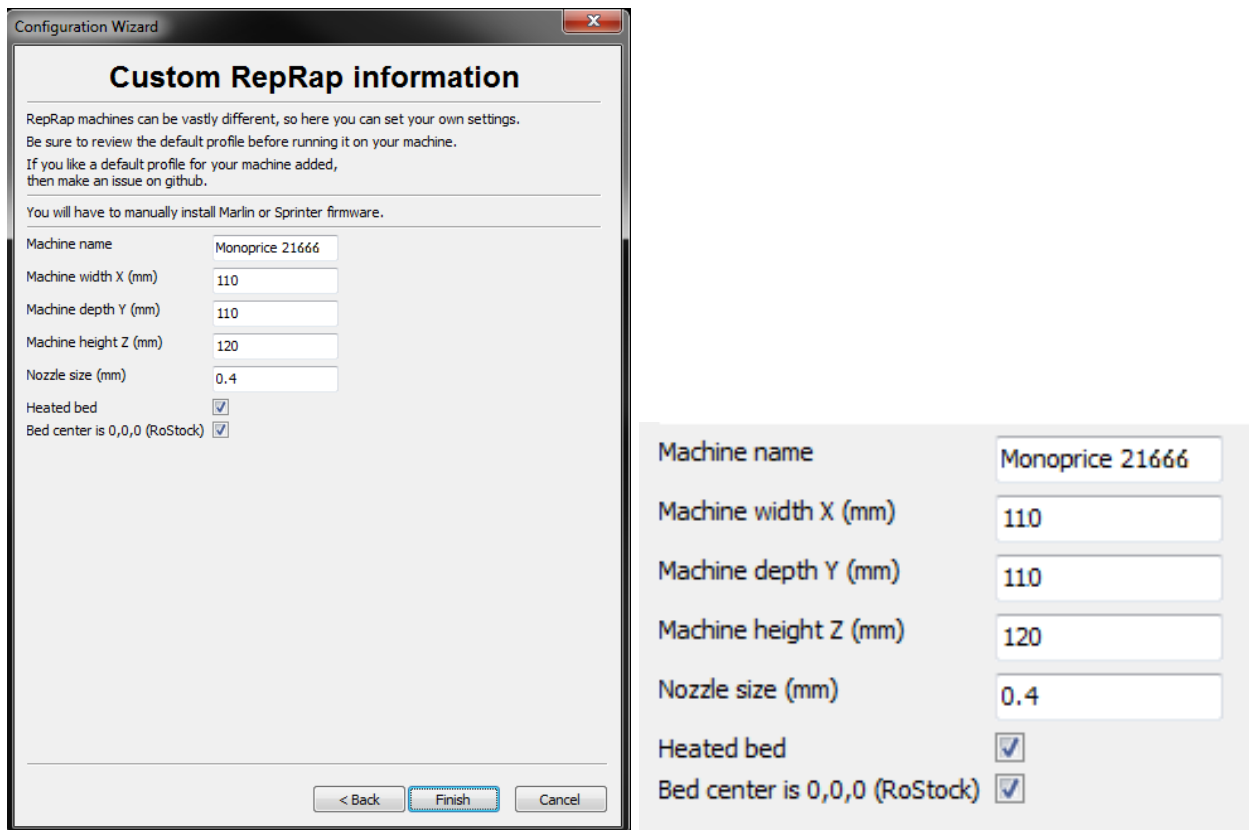 Configuration Wizard
Custom RepRap information
RepRap machines can be vastly different, so here you can set your own settings.
Be sure to review the default profile before running it on your machine.
If you like a default profile for your machine added,
then make an issue on github.
You will have to manually install Marlin or Sprinter firmware.
Machine name Monoprice 21666
Machine width X (mm) 110
Machine depth Y (mm) 110
Machine height Z (mm) 120
Nozzle size (mm) 0.4
Heated bed
Bed center is 0,0,0 (RoStock)
< Back Finish Cancel
Machine name Monoprice 21666
Machine width X (mm) 110
Machine depth Y (mm) 110
Machine height Z (mm) 120
Nozzle size (mm) 0.4
Heated bed
Bed center is 0,0,0 (RoStock)